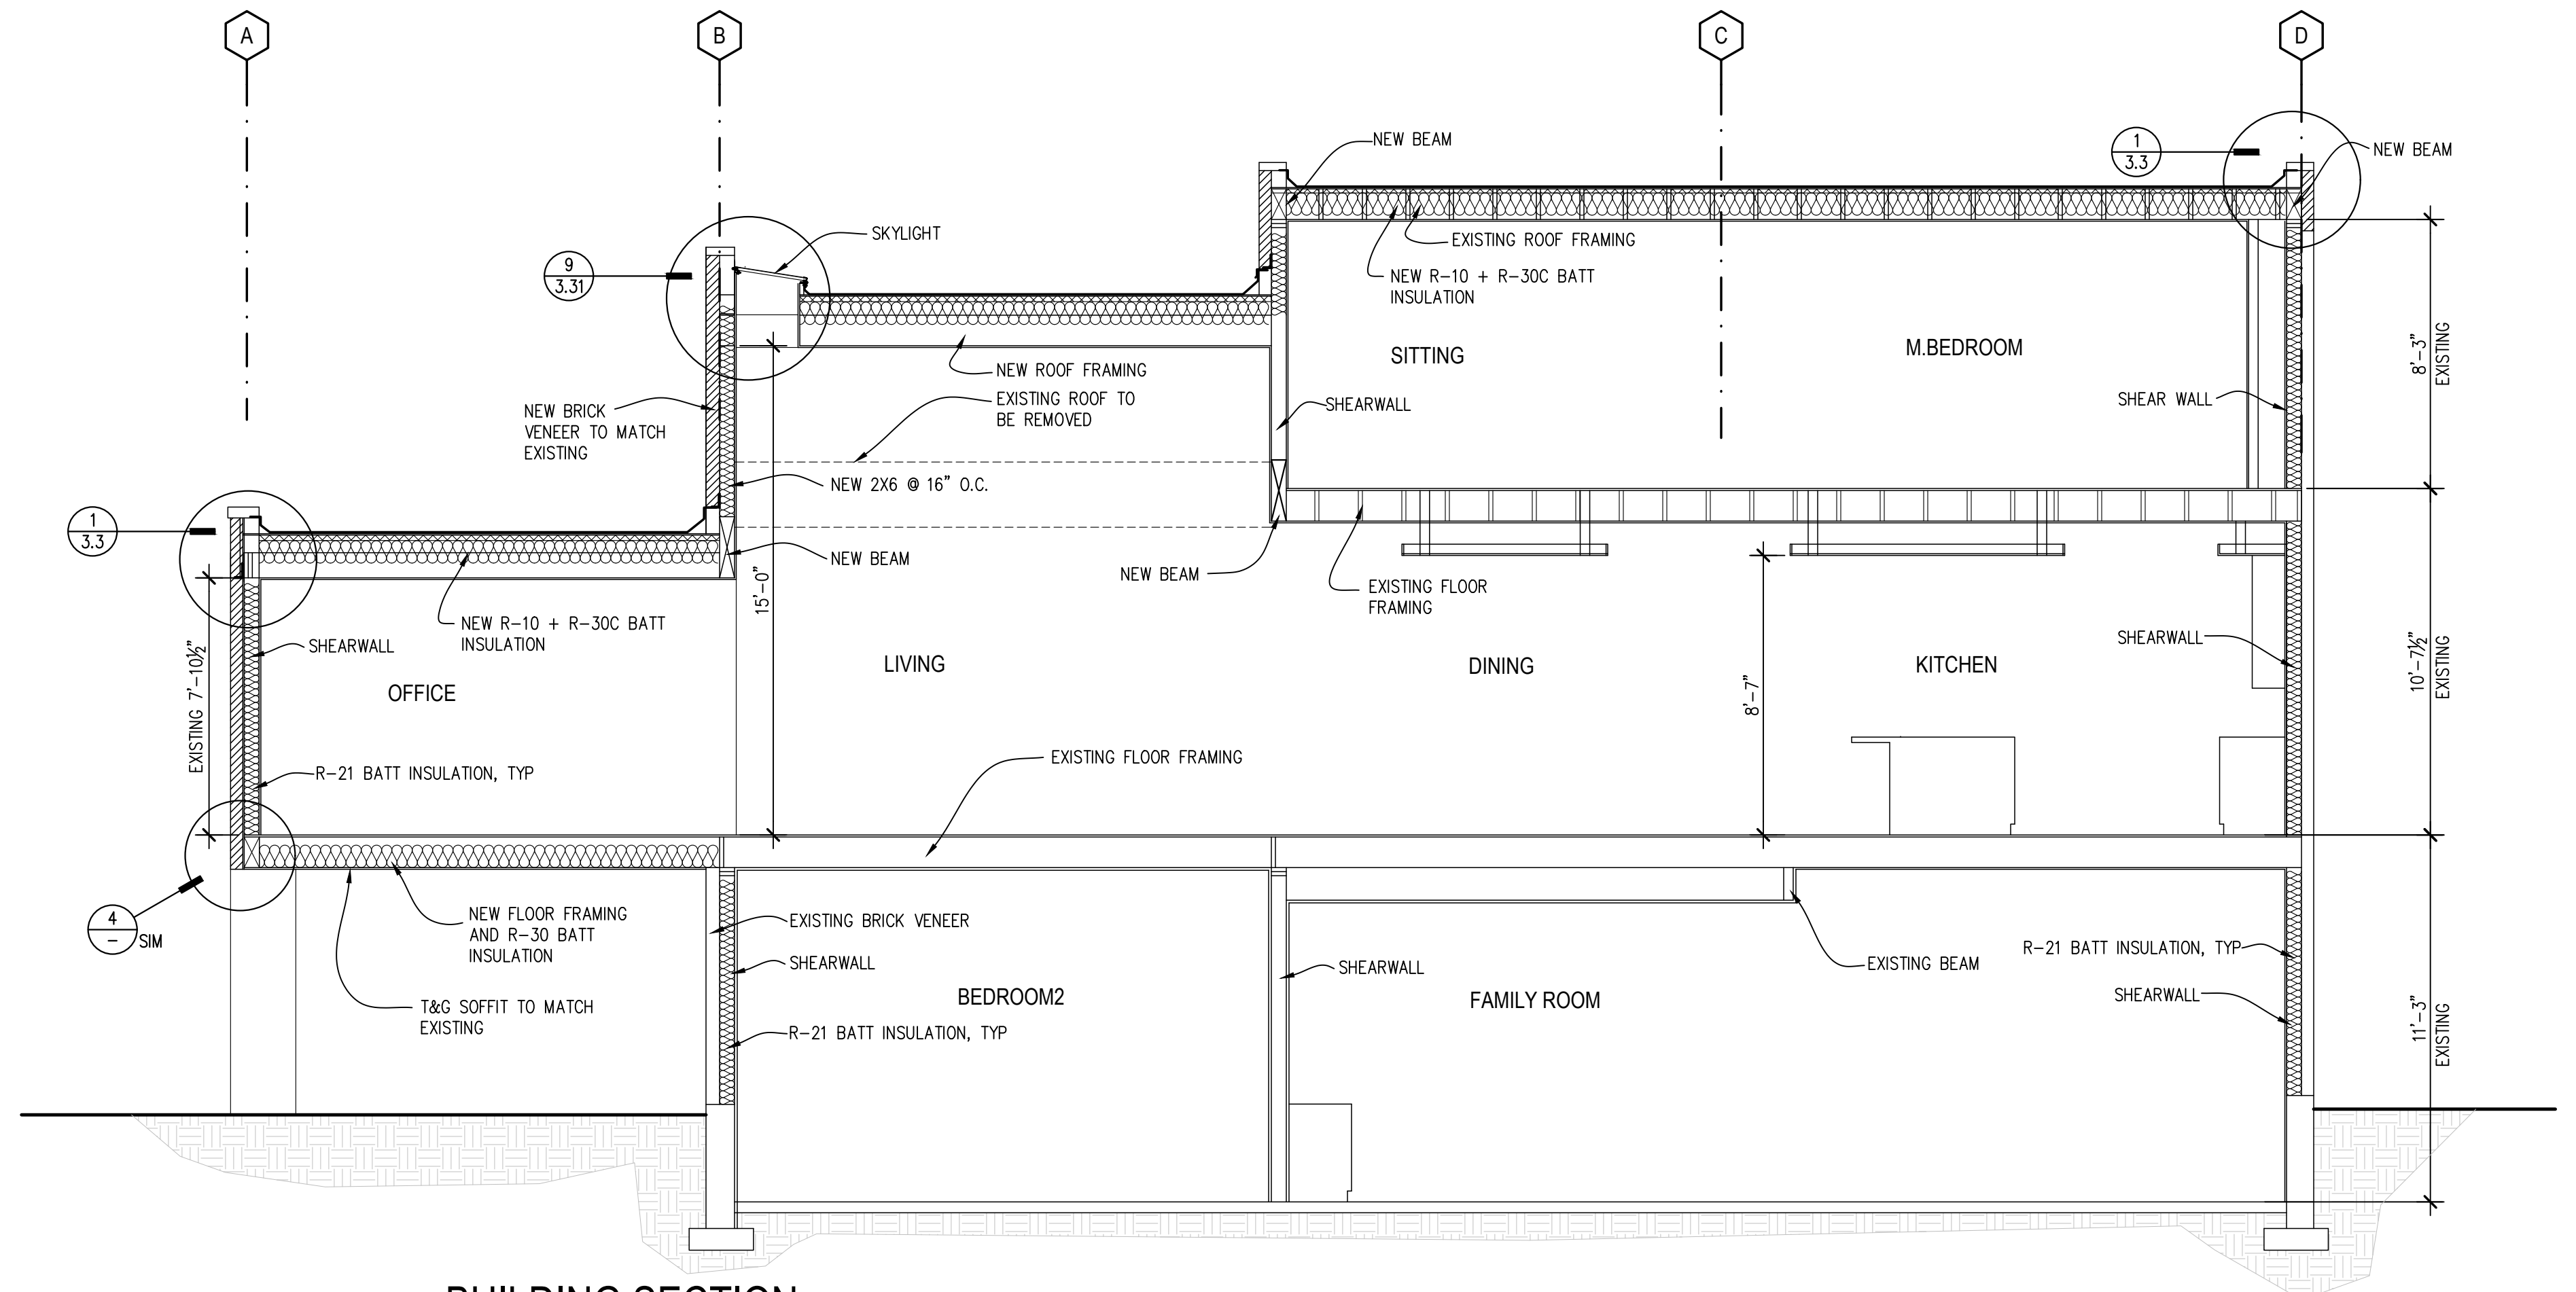 A
B
C
D
NEW BEAM
1
3.3
NEW BEAM
SKYLIGHT
EXISTING ROOF FRAMING
9
3.31
NEW R-10 + R-30C BATT
INSULATION
SITTING
M.BEDROOM
8'-3"
EXISTING
NEW ROOF FRAMING
EXISTING ROOF TO
BE REMOVED
SHEARWALL
SHEAR WALL
NEW BRICK
VENEER TO MATCH
EXISTING
NEW 2X6 @ 16" O.C.
1
3.3
NEW BEAM
NEW BEAM
EXISTING FLOOR
FRAMING
15'-0"
NEW R-10 + R-30C BATT
INSULATION
SHEARWALL
EXISTING 7'-10½"
OFFICE
LIVING
DINING
KITCHEN
SHEARWALL
8'-7"
10'-7½"
EXISTING
R-21 BATT INSULATION, TYP
EXISTING FLOOR FRAMING
4
-
SIM
NEW FLOOR FRAMING
AND R-30 BATT
INSULATION
EXISTING BRICK VENEER
SHEARWALL
SHEARWALL
EXISTING BEAM
R-21 BATT INSULATION, TYP
SHEARWALL
T&G SOFFIT TO MATCH
EXISTING
BEDROOM2
FAMILY ROOM
R-21 BATT INSULATION, TYP
11'-3"
EXISTING
BUILDING SECTION